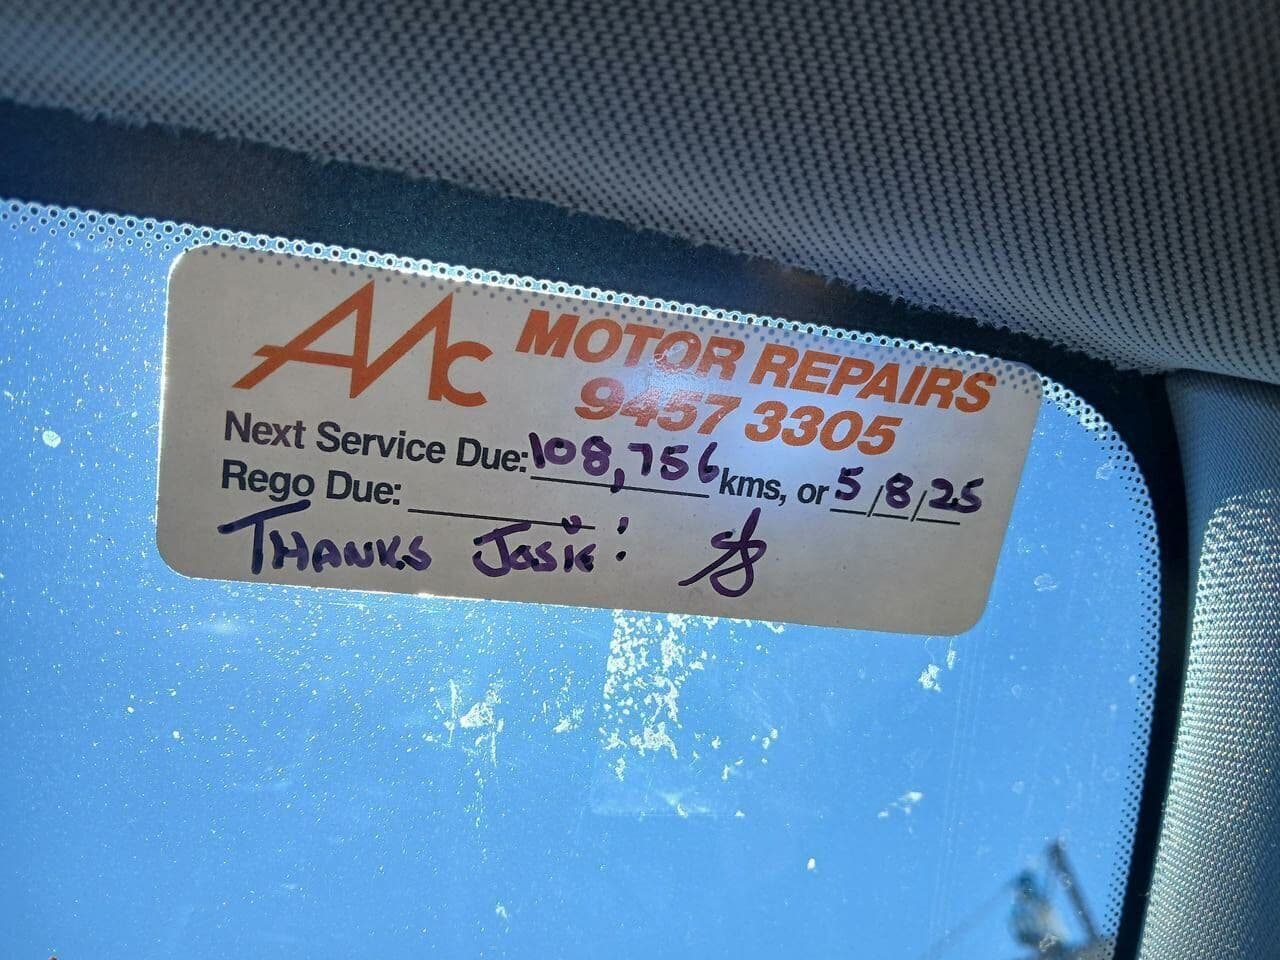 AMc MOTOR REPAIRS
9457 3305
Next Service Due: 108,756 kms, or 5/8/25
Rego Due:
THANKS Josie!